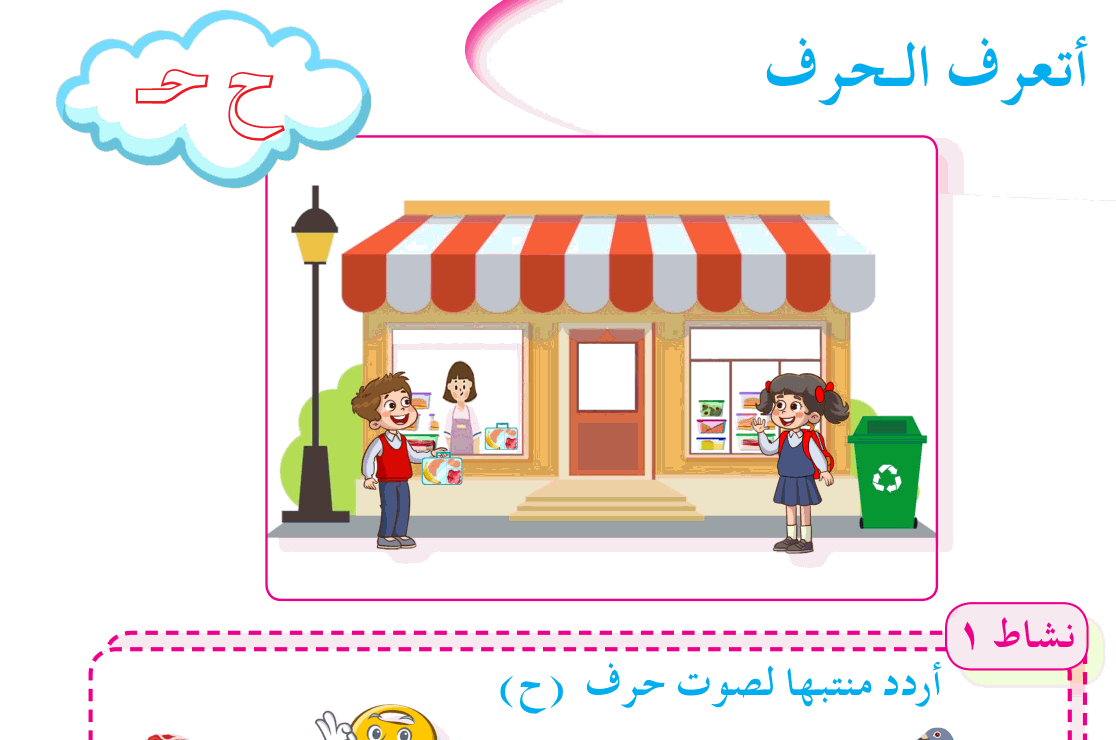 أتعرف الحرف
ح حـ
نشاط ١
أردد منتبها لصوت حرف (ح)